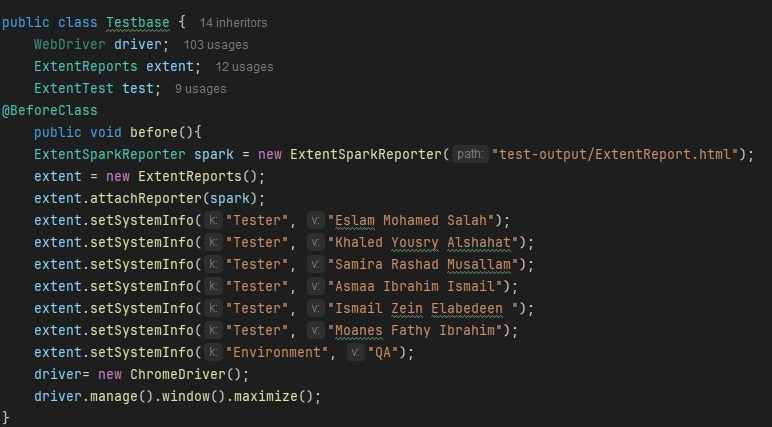 public class Testbase { 14 inheritors
WebDriver driver; 103 usages
ExtentReports extent; 12 usages
ExtentTest test; 9 usages
@BeforeClass
public void before(){
ExtentSparkReporter spark = new ExtentSparkReporter( path: "test-output/ExtentReport.html");
extent = new ExtentReports();
extent.attachReporter(spark);
extent.setSystemInfo( k: "Tester", v: "Eslam Mohamed Salah");
extent.setSystemInfo( k: "Tester", v: "Khaled Yousry Alshahat");
extent.setSystemInfo( k: "Tester", v: "Samira Rashad Musallam");
extent.setSystemInfo( k: "Tester", v: "Asmaa Ibrahim Ismail");
extent.setSystemInfo( k: "Tester", v: "Ismail Zein Elabedeen ");
extent.setSystemInfo( k: "Tester", v: "Moanes Fathy Ibrahim");
extent.setSystemInfo( k: "Environment", v: "QA");
driver= new ChromeDriver();
driver.manage().window().maximize();
}